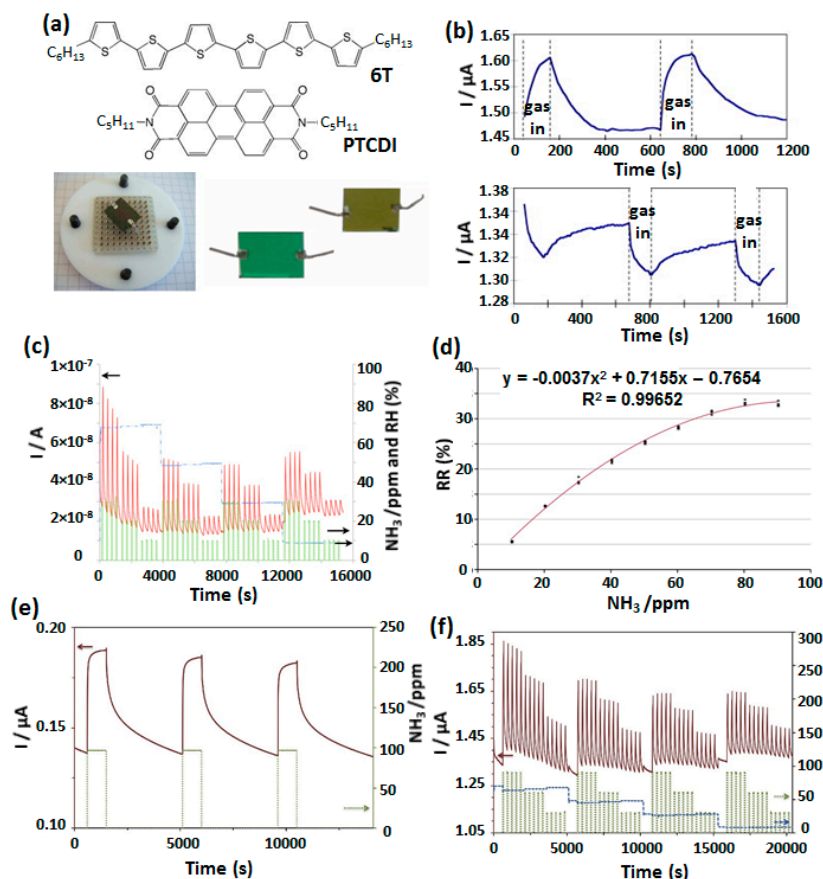 (a)
C6H13
S
S
S
S
S
S
C6H13
6T
O
O
C5H11
N
N
C5H11
O
O
PTCDI
(b)
I / µA
1.65
1.60
1.55
1.50
1.45
gas in
gas in
0 200 400 600 800 1000 1200
Time (s)
I / µA
1.38
1.34
1.34
1.30
1.28
gas in
gas in
0 400 800 1200 1600
Time (s)
(c)
I / A
1×10⁻⁷
8×10⁻⁸
6×10⁻⁸
4×10⁻⁸
2×10⁻⁸
0
100
80
60
40
20
0
NH₃/ppm and RH (%)
0 4000 8000 12000 16000
Time (s)
(d)
y = -0.0037x² + 0.7155x – 0.7654
R² = 0.99652
RR (%)
40
30
20
10
0
0 20 40 60 80 100
NH₃ /ppm
(e)
I / µA
0.20
0.15
0.10
250
200
150
100
50
0
NH₃/ppm
0 5000 10000
Time (s)
(f)
I / µA
1.85
1.65
1.45
1.25
1.05
300
200
100
50
0
NH₃ /ppm
0 5000 10000 15000 20000
Time (s)